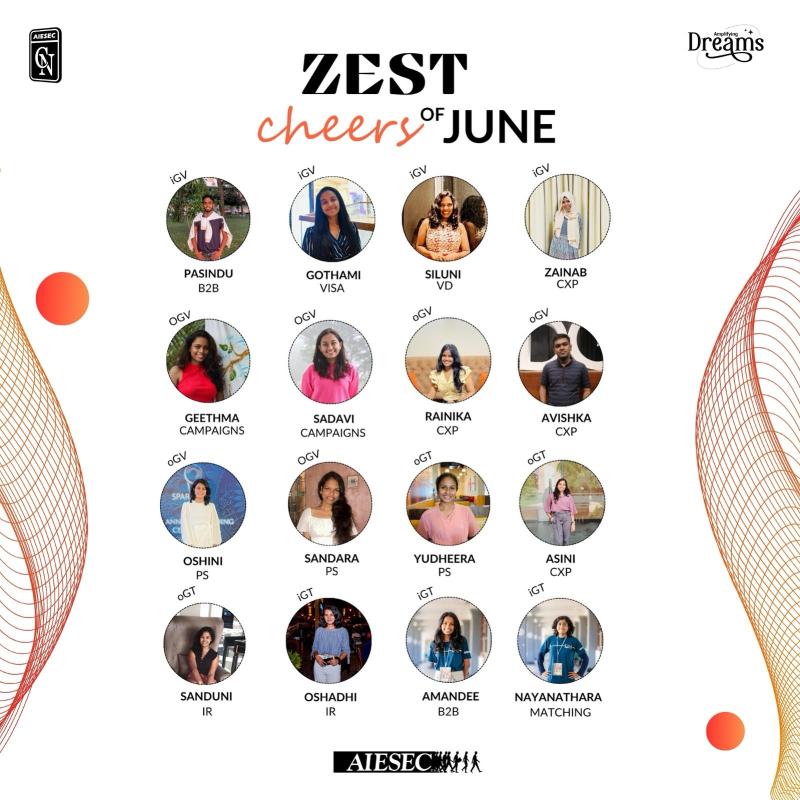 AIESEC
CN
Amplifying
Dreams
ZEST
cheers OF JUNE
iGV iGV iGV iGV
PASINDU GOTHAMI SILUNI ZAINAB
B2B VISA VD CXP
OGV OGV oGV oGV
GEETHMA SADAVI RAINIKA AVISHKA
CAMPAIGNS CAMPAIGNS CXP CXP
oGV OGV oGT oGT
OSHINI SANDARA YUDHEERA ASINI
PS PS PS CXP
oGT iGT iGT iGT
SANDUNI OSHADHI AMANDEE NAYANATHARA
IR IR B2B MATCHING
AIESEC